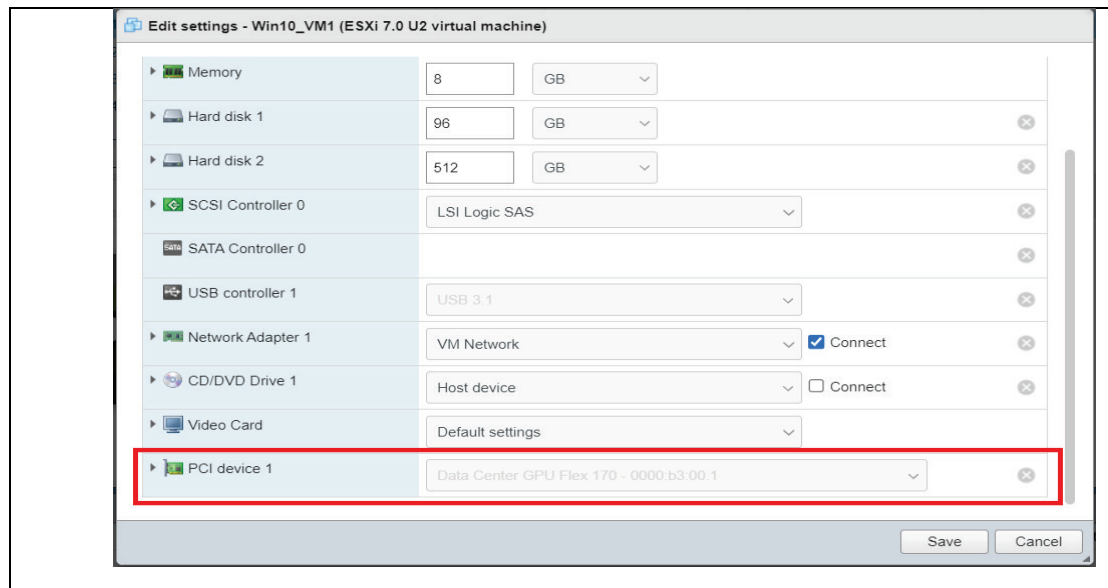 Edit settings - Win10_VM1 (ESXi 7.0 U2 virtual machine)
Memory 8 GB
Hard disk 1 96 GB
Hard disk 2 512 GB
SCSI Controller 0 LSI Logic SAS
SATA SATA Controller 0
USB controller 1 USB 3.1
Network Adapter 1 VM Network Connect
CD/DVD Drive 1 Host device Connect
Video Card Default settings
PCI device 1 Data Center GPU Flex 170 - 0000:b3:00.1
Save Cancel